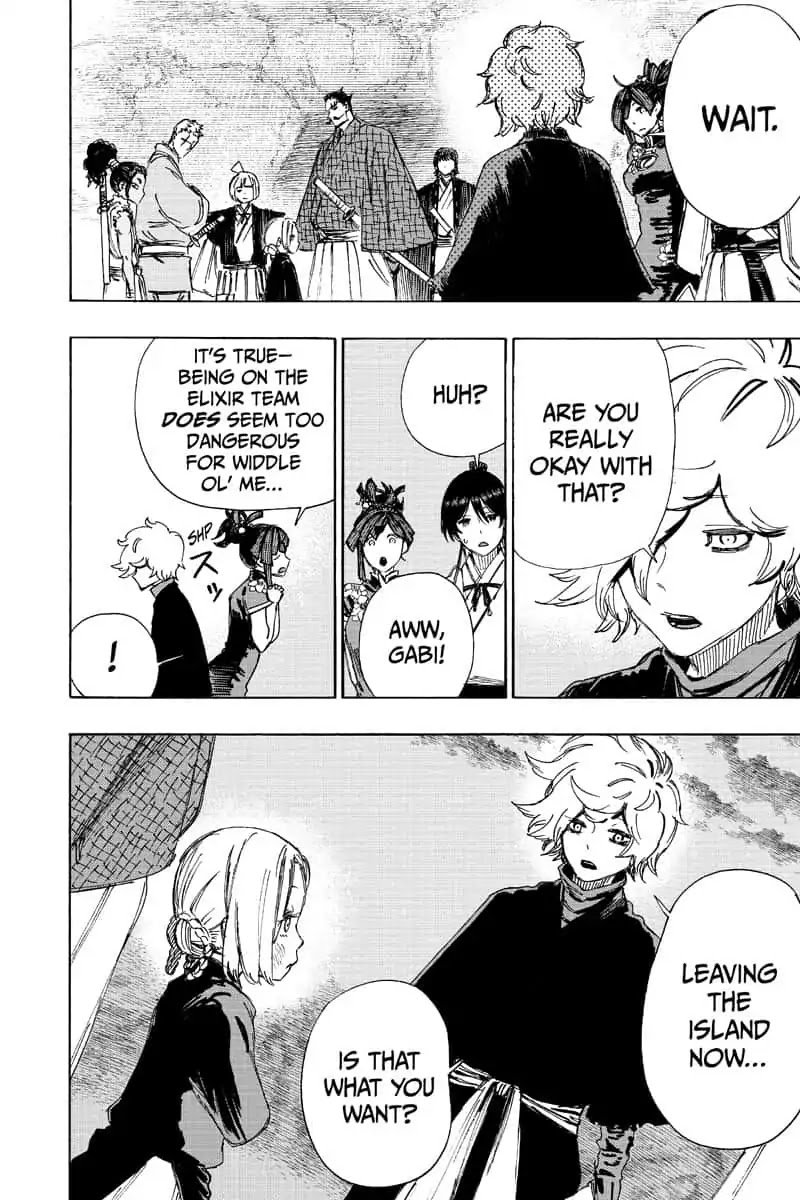 WAIT.
ARE YOU
REALLY
OKAY WITH
THAT?
HUH?
AWW,
GABI!
IT'S TRUE—
BEING ON THE
ELIXIR TEAM
DOES SEEM TOO
DANGEROUS
FOR WIDDLE
OL' ME...
SHP
スッ
!
LEAVING
THE
ISLAND
NOW...
IS THAT
WHAT YOU
WANT?